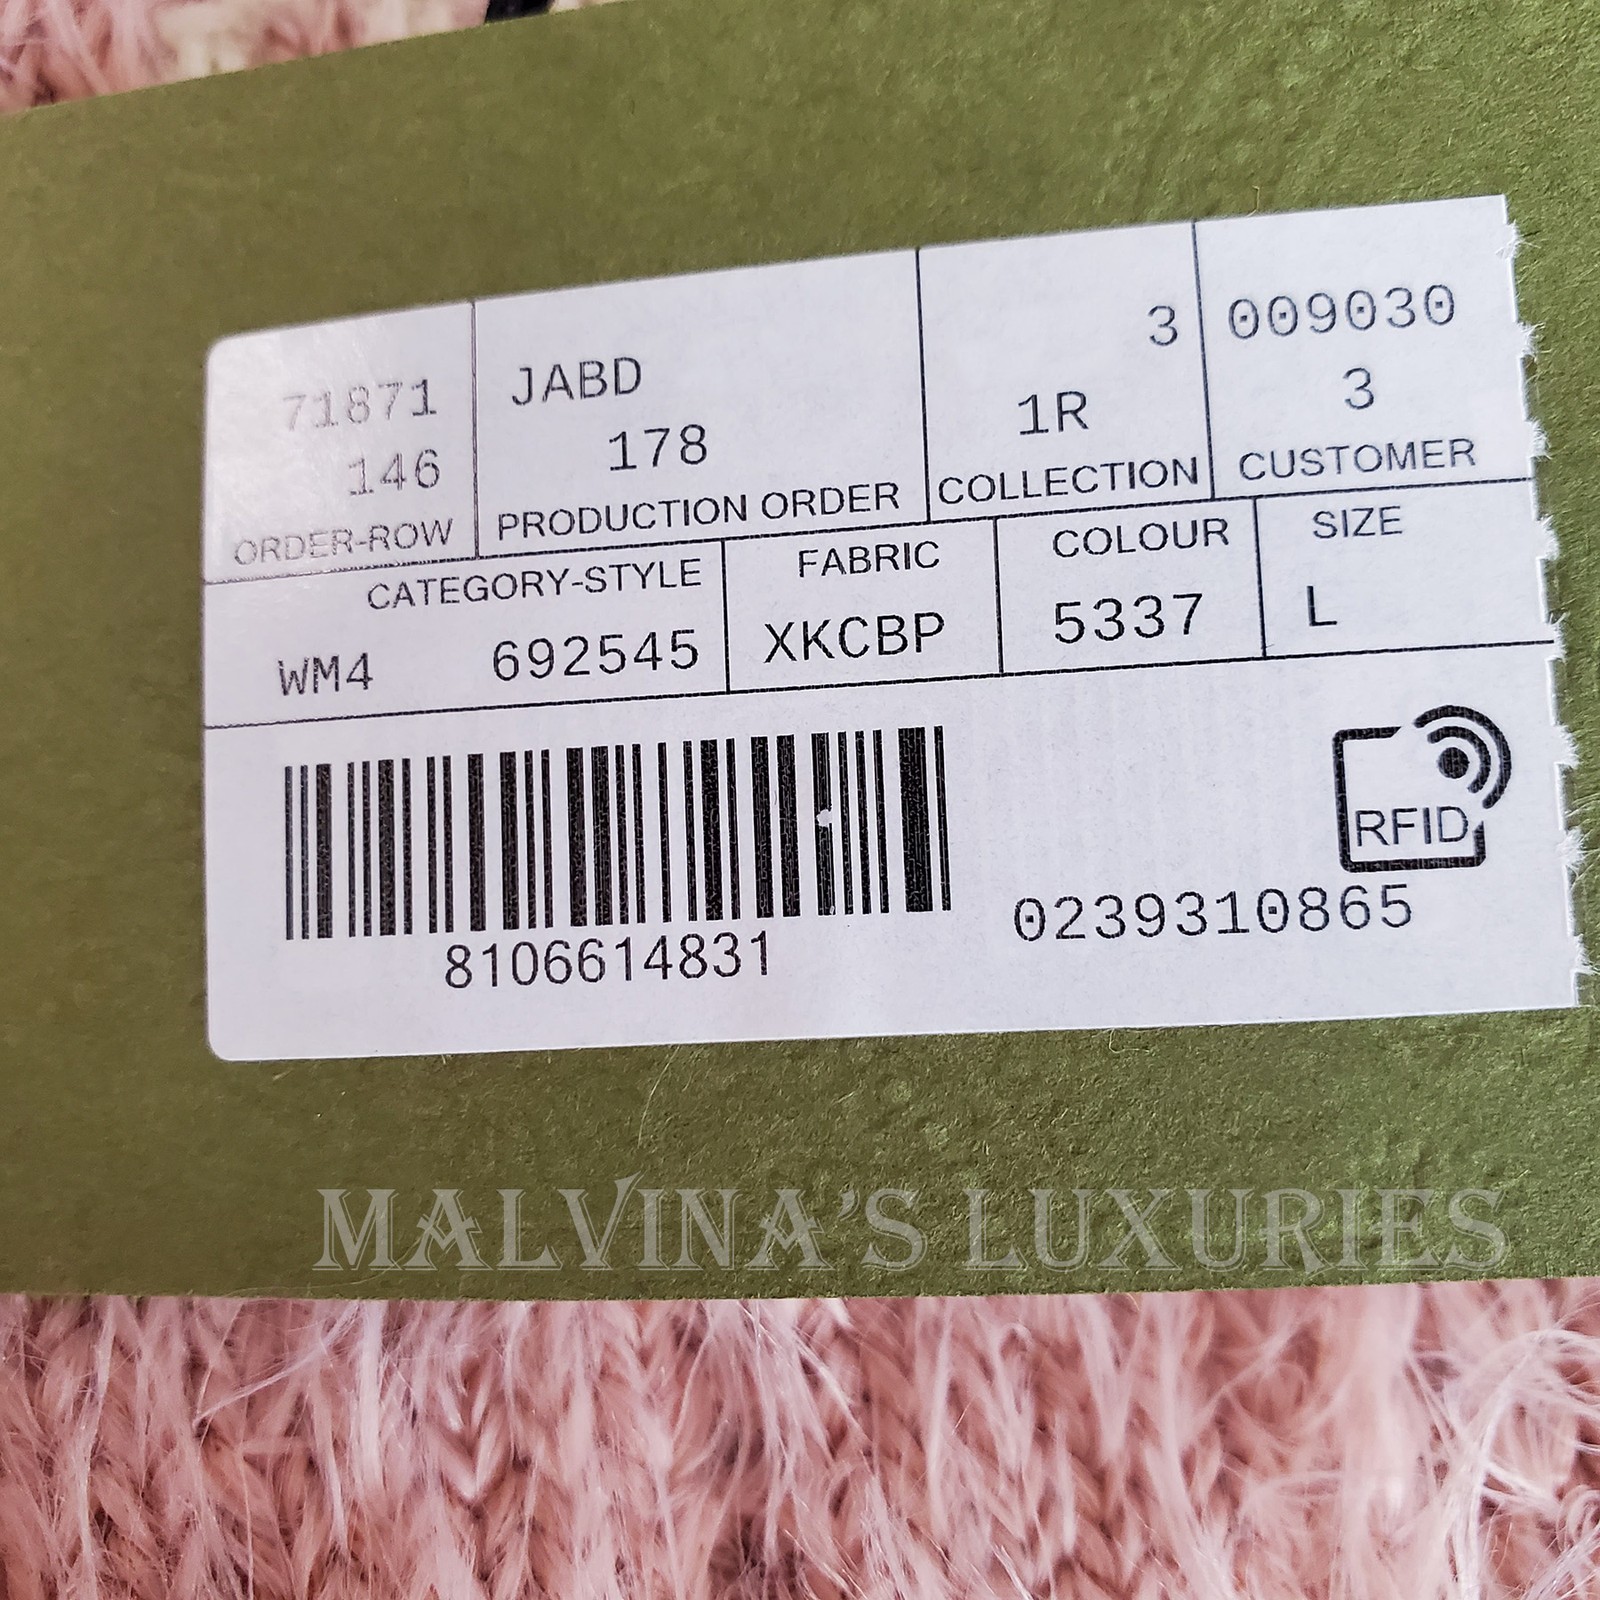 71871
146
ORDER-ROW
JABD
178
PRODUCTION ORDER
3
1R
COLLECTION
009030
3
CUSTOMER
CATEGORY-STYLE
WM4 692545
FABRIC
XKCBP
COLOUR
5337
SIZE
L
8106614831
RFID
0239310865
MALVINA'S LUXURIES